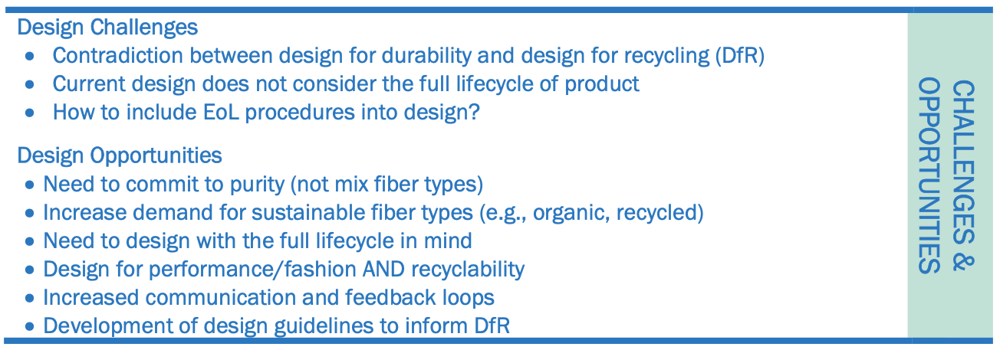 Design Challenges
• Contradiction between design for durability and design for recycling (DfR)
• Current design does not consider the full lifecycle of product
• How to include EoL procedures into design?
Design Opportunities
• Need to commit to purity (not mix fiber types)
• Increase demand for sustainable fiber types (e.g., organic, recycled)
• Need to design with the full lifecycle in mind
• Design for performance/fashion AND recyclability
• Increased communication and feedback loops
• Development of design guidelines to inform DfR
CHALLENGES &
OPPORTUNITIES